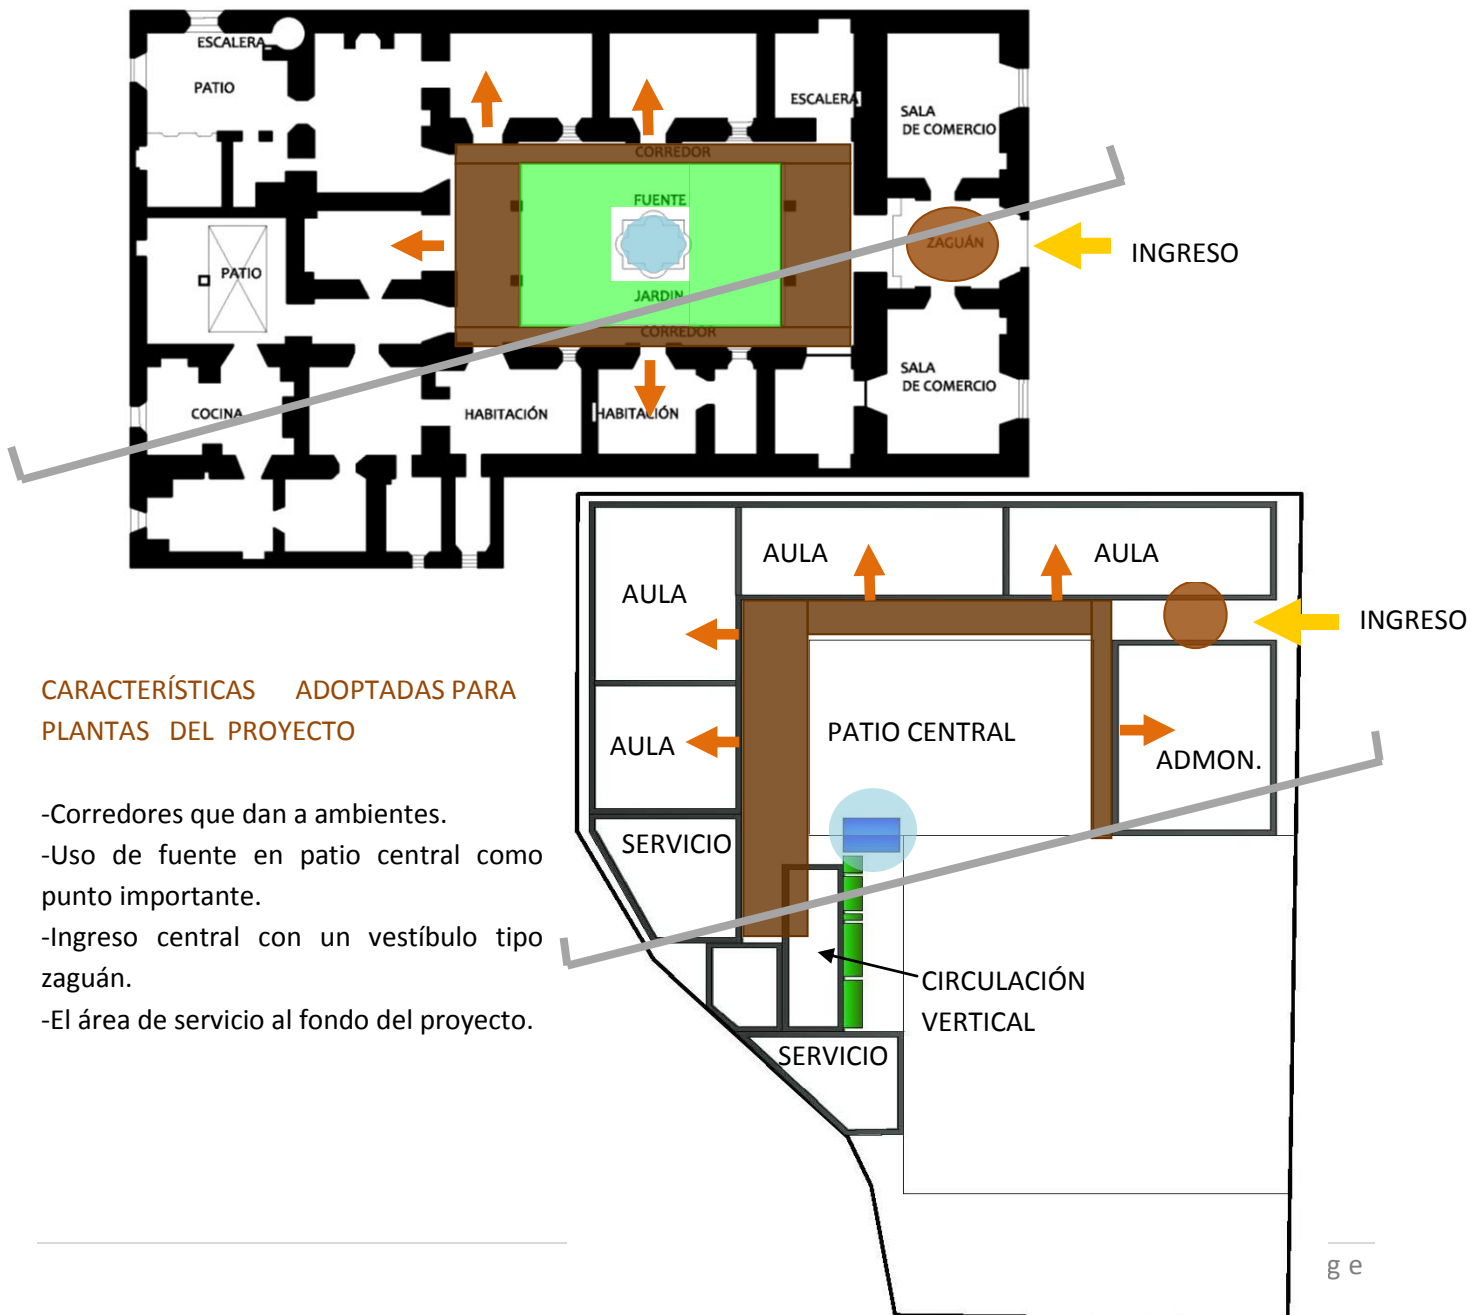 ESCALERA
PATIO
ESCALERA
SALA
DE COMERCIO
CORREDOR
FUENTE
ZAGUÁN
INGRESO
PATIO
JARDIN
CORREDOR
SALA
DE COMERCIO
COCINA
HABITACIÓN
HABITACIÓN
AULA
AULA
AULA
INGRESO
CARACTERÍSTICAS ADOPTADAS PARA
PLANTAS DEL PROYECTO
PATIO CENTRAL
AULA
ADMON.
-Corredores que dan a ambientes.
-Uso de fuente en patio central como
punto importante.
-Ingreso central con un vestíbulo tipo
zaguán.
-El área de servicio al fondo del proyecto.
SERVICIO
CIRCULACIÓN
VERTICAL
SERVICIO
g e